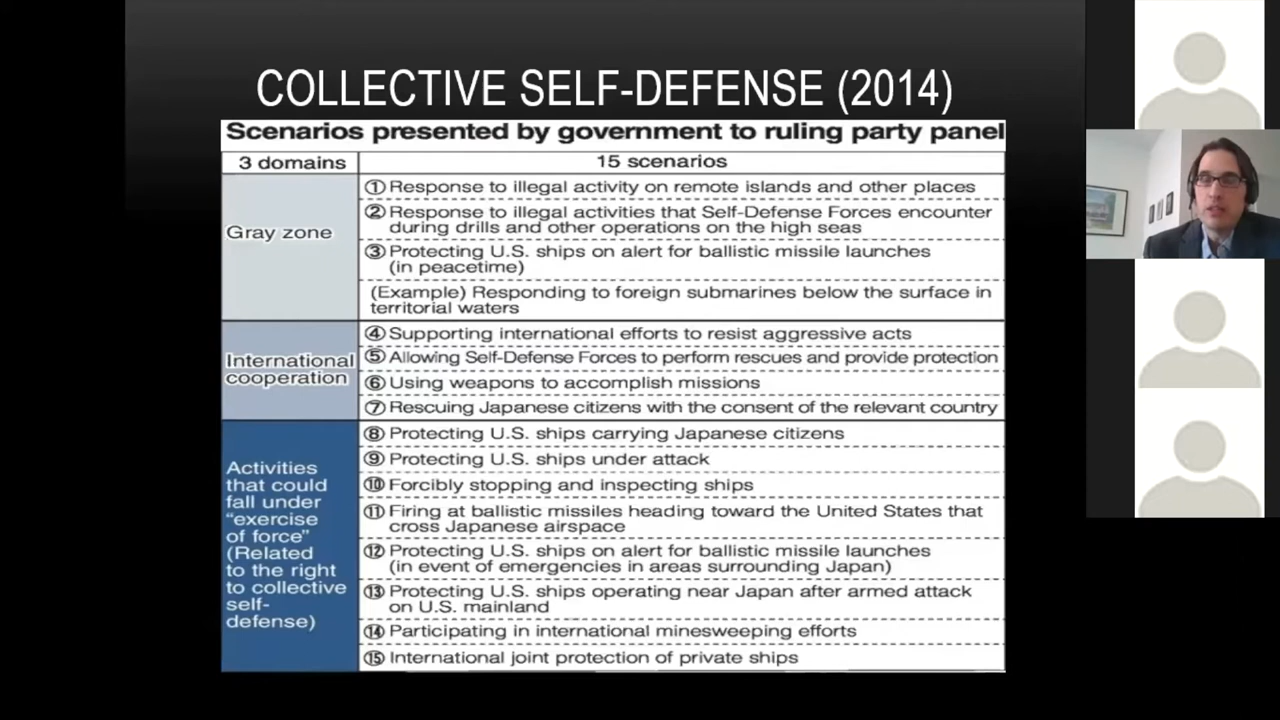 COLLECTIVE SELF-DEFENSE (2014)
Scenarios presented by government to ruling party panel
3 domains
15 scenarios
Gray zone
① Response to illegal activity on remote islands and other places
② Response to illegal activities that Self-Defense Forces encounter
during drills and other operations on the high seas
③ Protecting U.S. ships on alert for ballistic missile launches
(in peacetime)
(Example) Responding to foreign submarines below the surface in
territorial waters
International
cooperation
④ Supporting international efforts to resist aggressive acts
⑤ Allowing Self-Defense Forces to perform rescues and provide protection
⑥ Using weapons to accomplish missions
⑦ Rescuing Japanese citizens with the consent of the relevant country
Activities
that could
fall under
“exercise
of force”
(Related
to the right
to collective
self-
defense)
⑧ Protecting U.S. ships carrying Japanese citizens
⑨ Protecting U.S. ships under attack
⑩ Forcibly stopping and inspecting ships
⑪ Firing at ballistic missiles heading toward the United States that
cross Japanese airspace
⑫ Protecting U.S. ships on alert for ballistic missile launches
(in event of emergencies in areas surrounding Japan)
⑬ Protecting U.S. ships operating near Japan after armed attack
on U.S. mainland
⑭ Participating in international minesweeping efforts
⑮ International joint protection of private ships